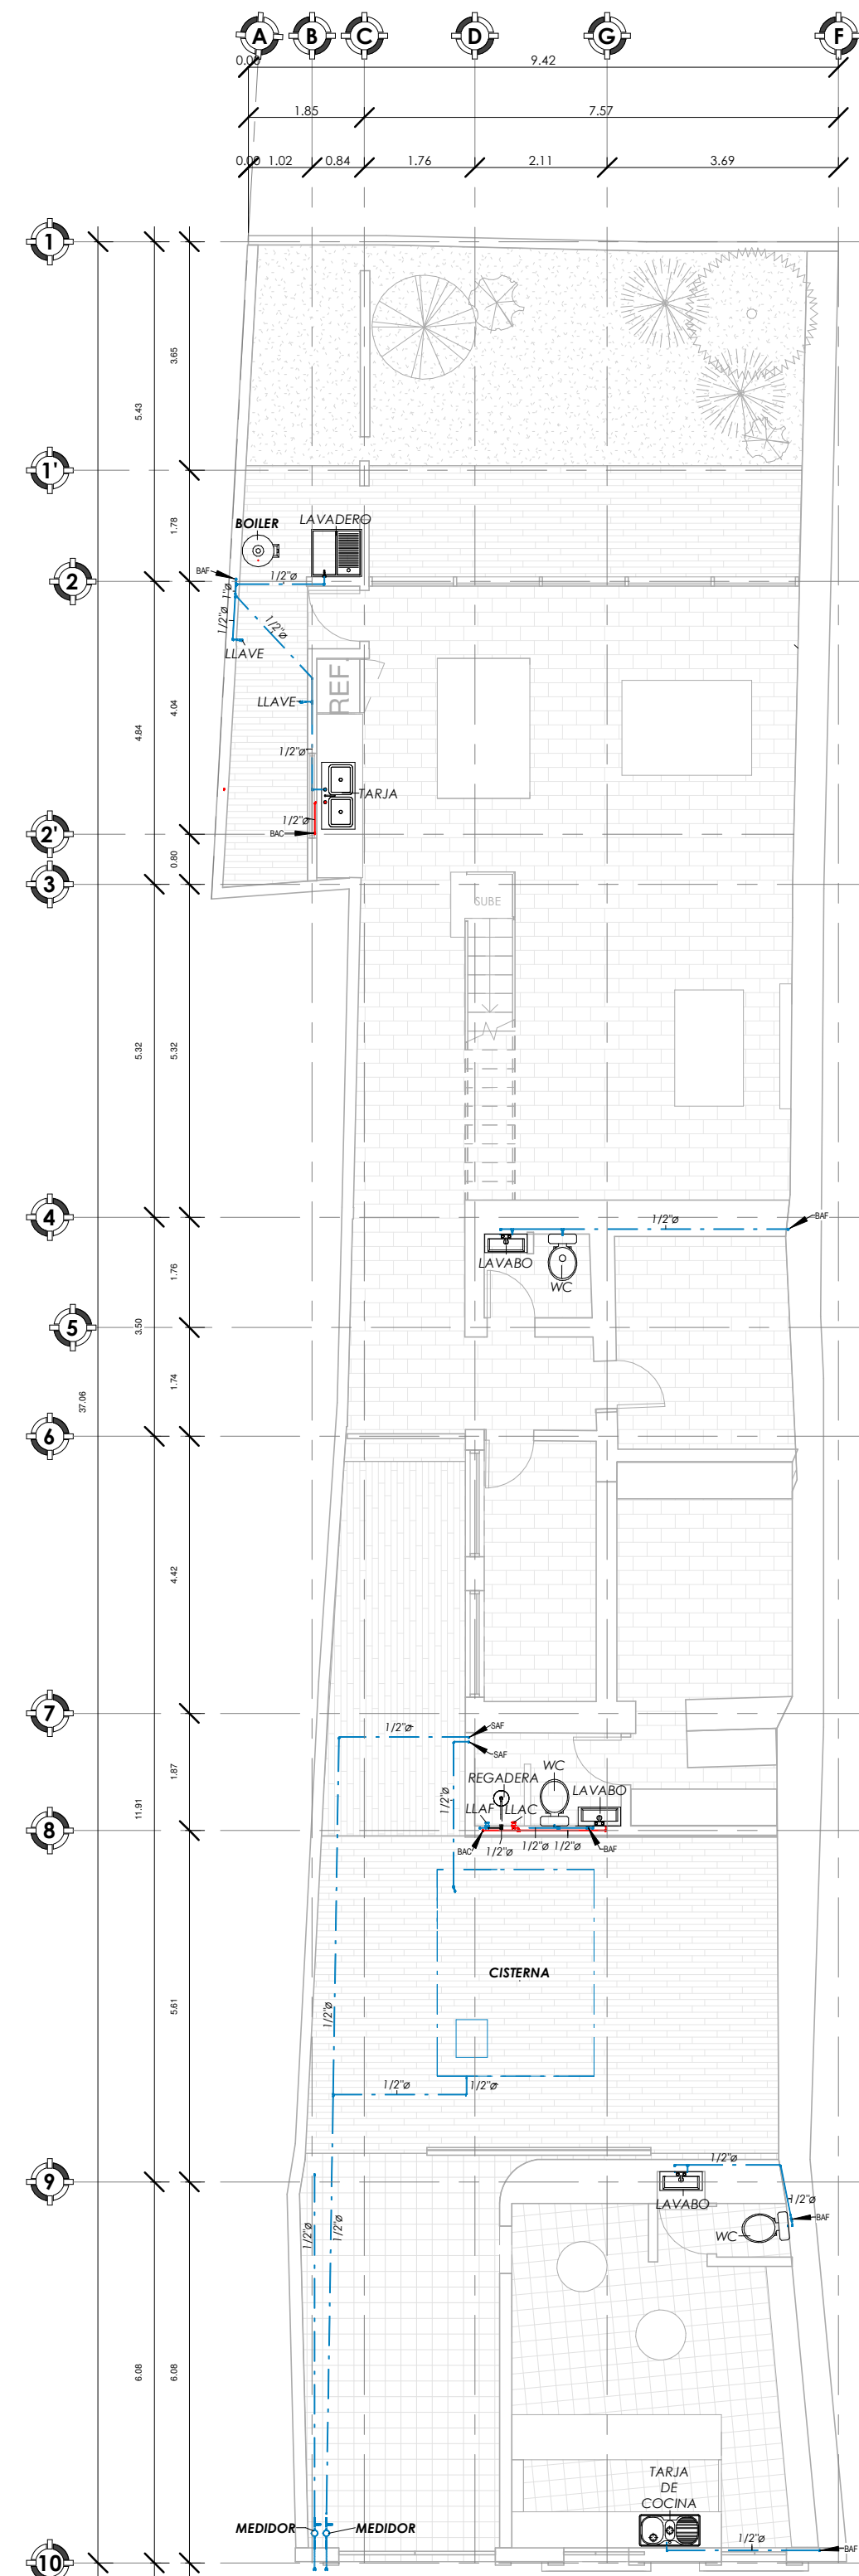 A B C D G F
0.00 9.42
1.85 7.57
0.00 1.02 0.84 1.76 2.11 3.69
1
3.65
5.43
1'
1.78
BOILER LAVADERO
BAF
2
1/2"ø
1"ø
1/2"ø
1/2"ø
LLAVE
LLAVE
REF.
4.04
4.84
1/2"ø
TARJA
1/2"ø
BAC
2'
0.80
3
SUBE
5.32 5.32
4
1/2"ø
BAF
LAVABO
WC
1.76
5
3.50
1.74
37.06
6
4.42
7
1/2"ø
SAF
SAF
1/2"ø
WC
REGADERA
LAVABO
LLAF LLAC
1.87
11.91
8
BAC
1/2"ø
1/2"ø 1/2"ø
BAF
CISTERNA
5.61
1/2"ø
1/2"ø
1/2"ø
9
1/2"ø
LAVABO
1/2"ø
BAF
WC
1/2"ø
1/2"ø
6.08 6.08
TARJA
DE
COCINA
MEDIDOR MEDIDOR
1/2"ø
BAF
10